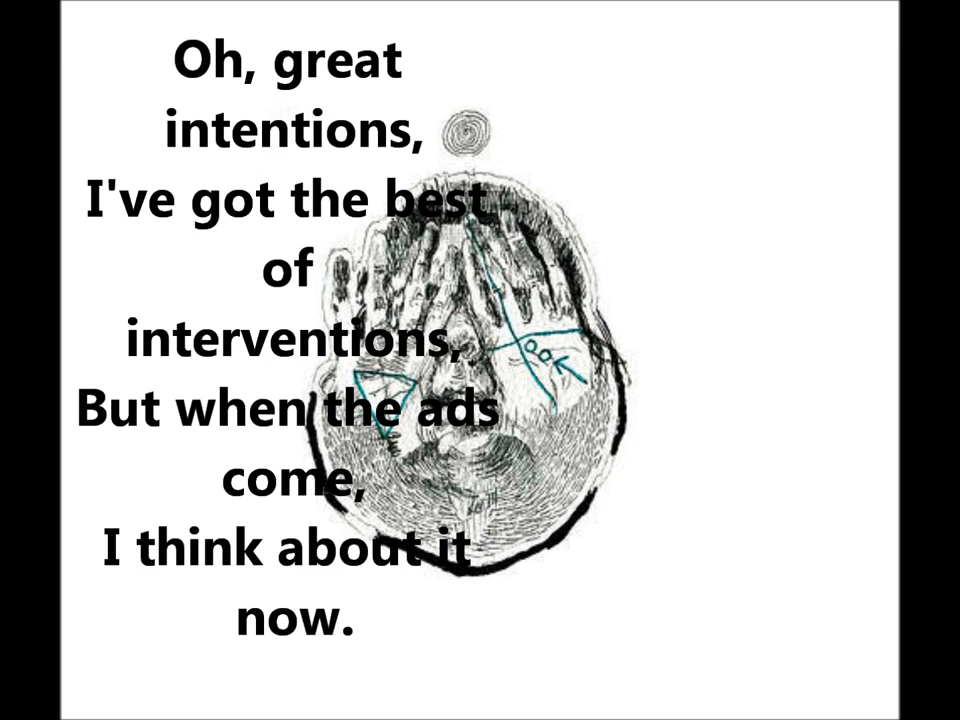 Oh, great
intentions,
I've got the best
of
interventions,
But when the ads
come,
I think about it
now.